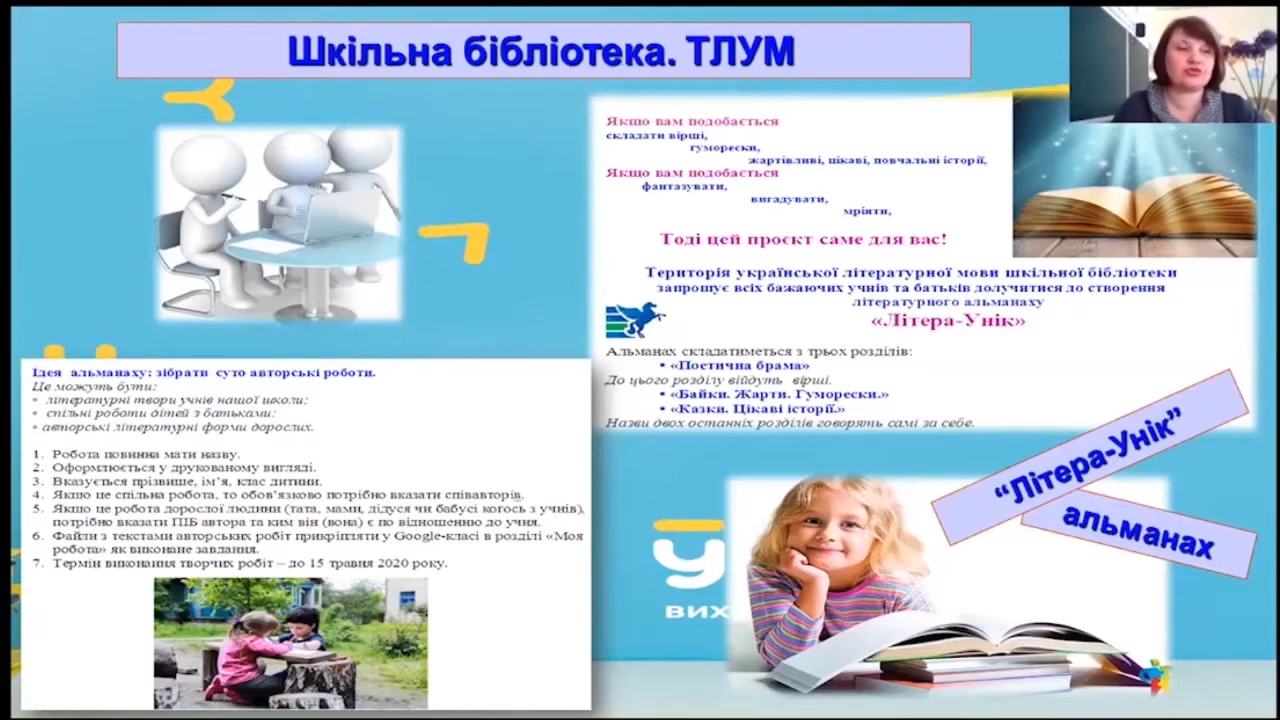 Шкільна бібліотека. ТЛУМ
Якщо вам подобається
складати вірші,
гуморески,
жартівливі, цікаві, повчальні історії,
Якщо вам подобається
фантазувати,
вигадувати,
мріяти,
Тоді цей проєкт саме для вас!
Територія української літературної мови шкільної бібліотеки
запрошує всіх бажаючих учнів та батьків долучитися до створення
літературного альманаху
«Літера-Унік»
Альманах складатиметься з трьох розділів:
▪ «Поетична брама»
До цього розділу війдуть вірші.
▪ «Байки. Жарти. Гуморески.»
▪ «Казки. Цікаві історії.»
Назви двох останніх розділів говорять самі за себе.
Ідея альманаху: зібрати суто авторські роботи.
Це можуть бути:
• літературні твори учнів нашої школи;
• спільні роботи дітей з батьками;
• авторські літературні форми дорослих.
1. Робота повинна мати назву.
2. Оформлюється у друкованому вигляді.
3. Вказується прізвище, ім’я, клас дитини.
4. Якщо це спільна робота, то обов’язково потрібно вказати співавторів.
5. Якщо це робота дорослої людини (тата, мами, дідуся чи бабусі когось з учнів),
потрібно вказати ПІБ автора та ким він (вона) є по відношенню до учня.
6. Файли з текстами авторських робіт прикріпляти у Google-класі в розділі «Моя
робота» як виконане завдання.
7. Термін виконання творчих робіт – до 15 травня 2020 року.
“Літера-Унік”
альманах
У
вих